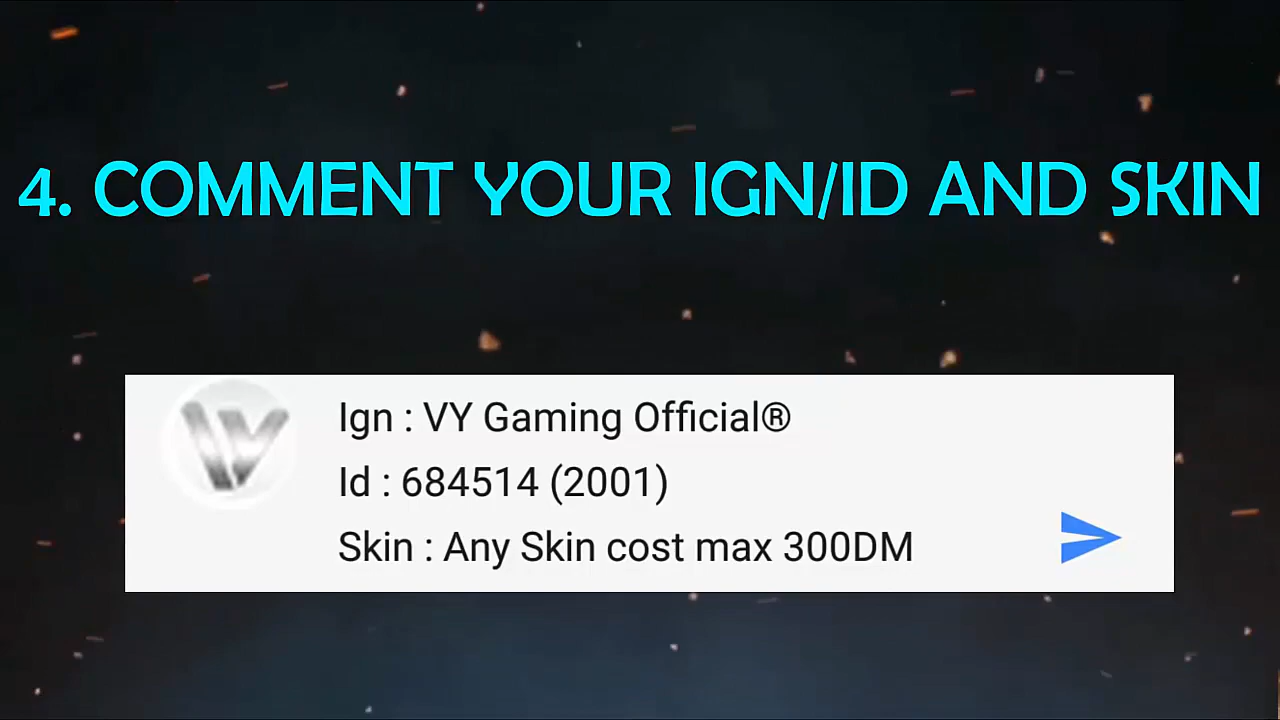 4. COMMENT YOUR IGN/ID AND SKIN
Ign : VY Gaming Official®
Id : 684514 (2001)
Skin : Any Skin cost max 300DM